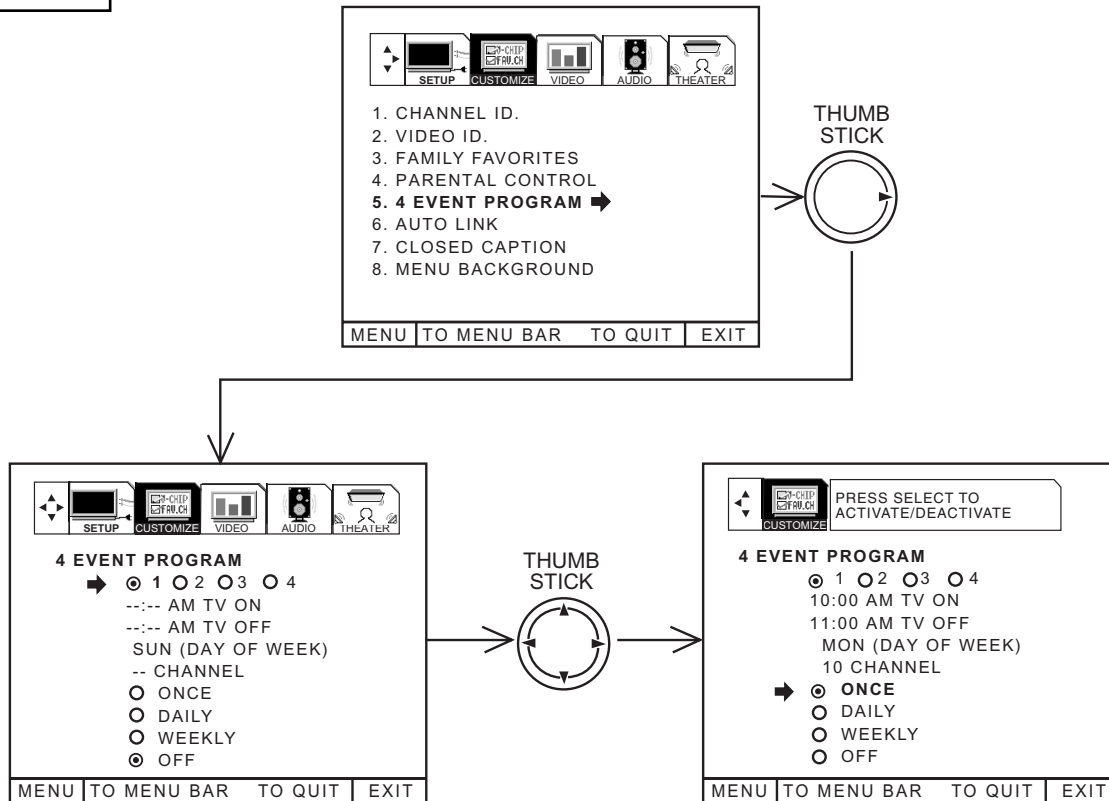 V-CHIP
FAV.CH
SETUP CUSTOMIZE VIDEO AUDIO THEATER
1. CHANNEL ID.
2. VIDEO ID.
3. FAMILY FAVORITES
4. PARENTAL CONTROL
5. 4 EVENT PROGRAM
6. AUTO LINK
7. CLOSED CAPTION
8. MENU BACKGROUND
MENU TO MENU BAR TO QUIT EXIT
THUMB
STICK
V-CHIP
FAV.CH
SETUP CUSTOMIZE VIDEO AUDIO THEATER
4 EVENT PROGRAM
1 2 3 4
--:-- AM TV ON
--:-- AM TV OFF
SUN (DAY OF WEEK)
-- CHANNEL
ONCE
DAILY
WEEKLY
OFF
MENU TO MENU BAR TO QUIT EXIT
THUMB
STICK
V-CHIP
FAV.CH
CUSTOMIZE
PRESS SELECT TO
ACTIVATE/DEACTIVATE
4 EVENT PROGRAM
1 2 3 4
10:00 AM TV ON
11:00 AM TV OFF
MON (DAY OF WEEK)
10 CHANNEL
ONCE
DAILY
WEEKLY
OFF
MENU TO MENU BAR TO QUIT EXIT